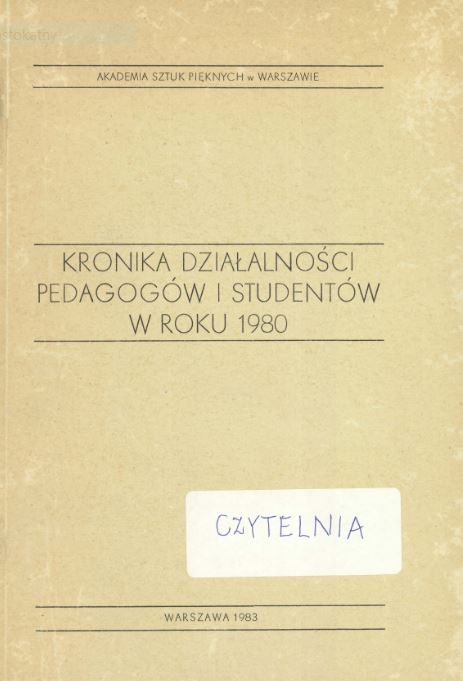 AKADEMIA SZTUK PIĘKNYCH w WARSZAWIE
KRONIKA DZIAŁALNOŚCI
PEDAGOGÓW I STUDENTÓW
W ROKU 1980
CZYTELNIA
WARSZAWA 1983